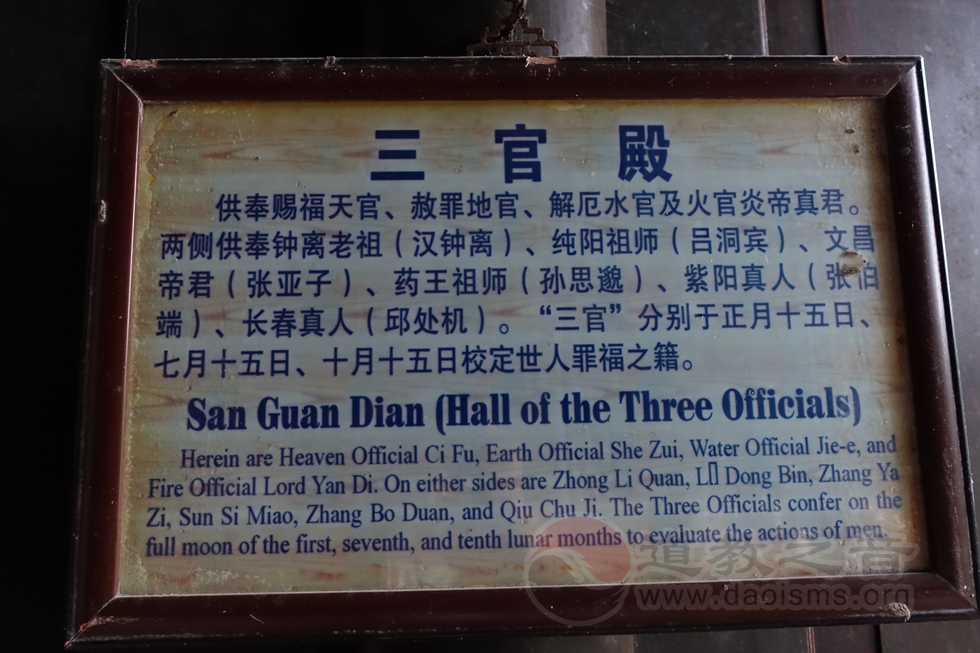 三官殿
供奉赐福天官、赦罪地官、解厄水官及火官炎帝真君。
两侧供奉钟离老祖（汉钟离）、纯阳祖师（吕洞宾）、文昌
帝君（张亚子）、药王祖师（孙思邈）、紫阳真人（张伯
端）、长春真人（邱处机）。“三官”分别于正月十五日、
七月十五日、十月十五日校定世人罪福之籍。
San Guan Dian (Hall of the Three Officials)
Herein are Heaven Official Ci Fu, Earth Official She Zui, Water Official Jie-e, and
Fire Official Lord Yan Di. On either sides are Zhong Li Quan, L▯ Dong Bin, Zhang Ya
Zi, Sun Si Miao, Zhang Bo Duan, and Qiu Chu Ji. The Three Officials confer on the
full moon of the first, seventh, and tenth lunar months to evaluate the actions of men.
道教之音
www.daoisms.org